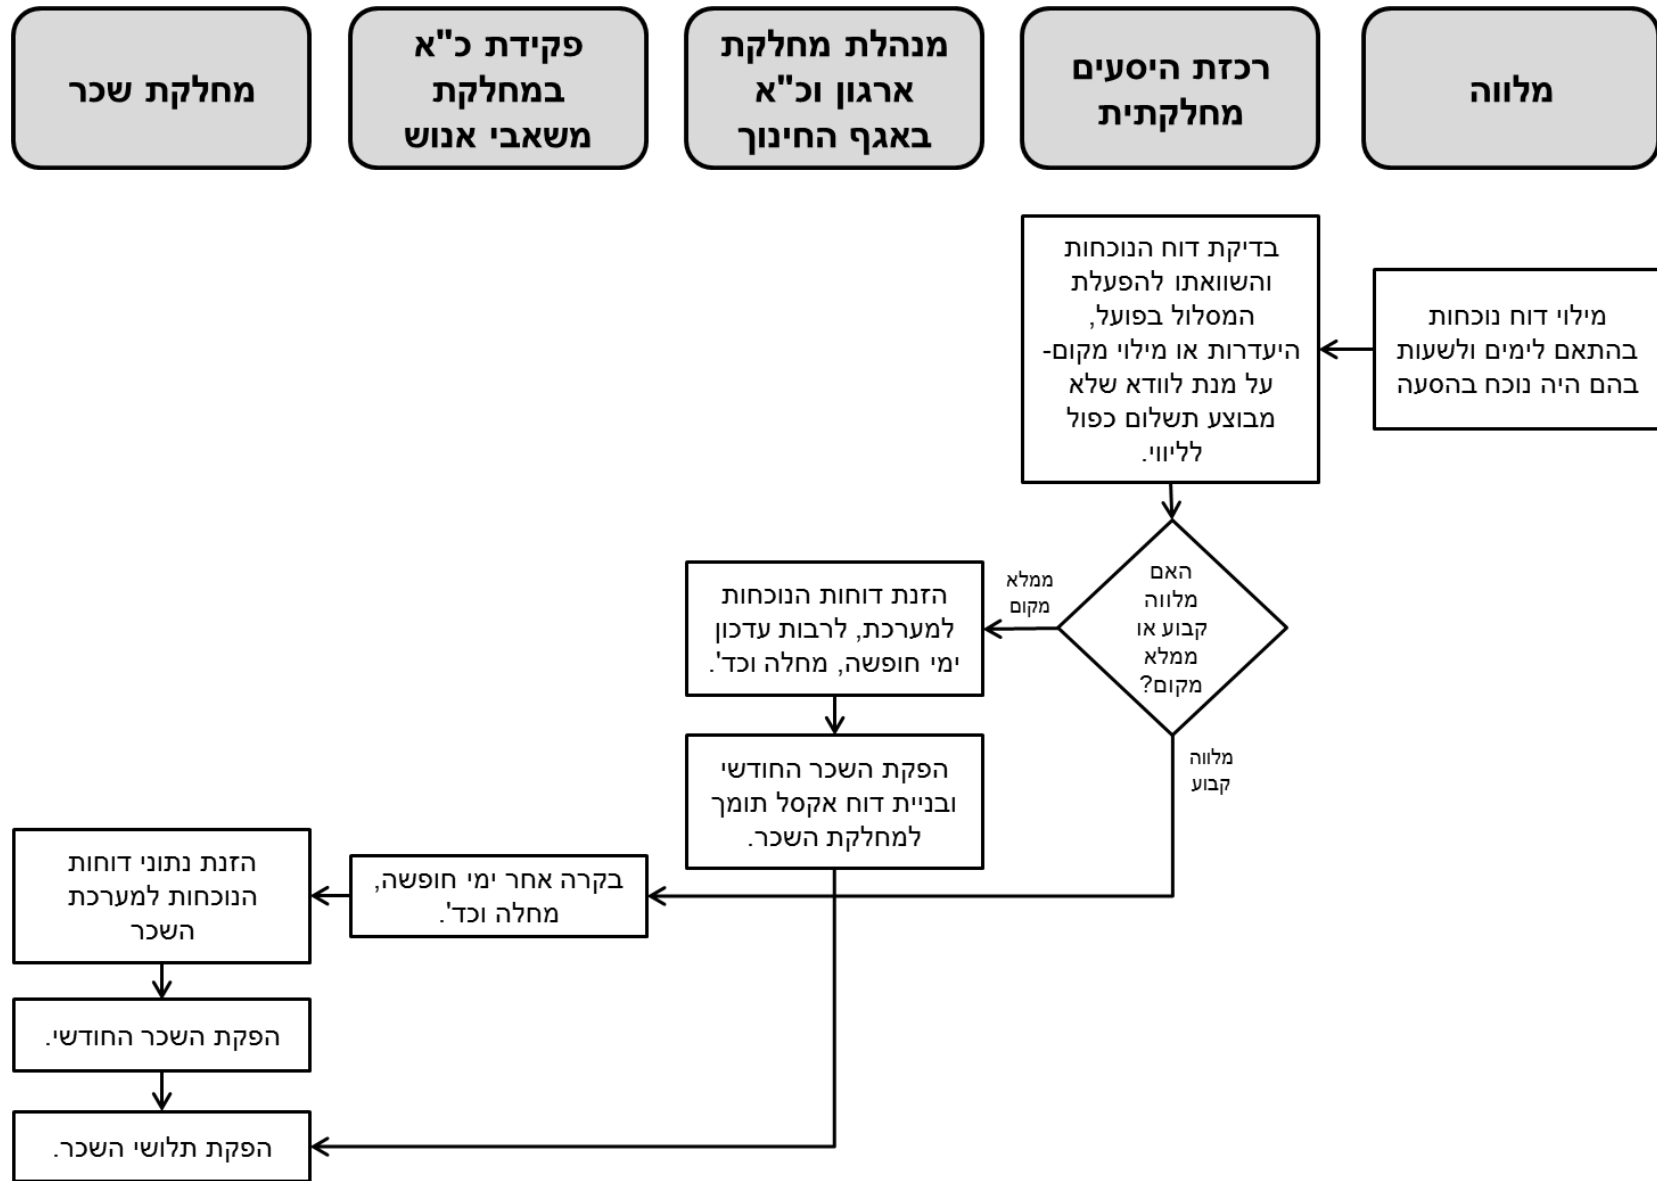 מלווה
רכזת היסעים
מחלקתית
מנהלת מחלקת
ארגון וכ"א
באגף החינוך
פקידת כ"א
במחלקת
משאבי אנוש
מחלקת שכר
מילוי דוח נוכחות
בהתאם לימים ולשעות
בהם היה נוכח בהסעה
בדיקת דוח הנוכחות
והשוואתו להפעלת
המסלול בפועל,
היעדרות או מילוי מקום-
על מנת לוודא שלא
מבוצע תשלום כפול
לליווי.
האם
מלווה
קבוע או
ממלא
מקום?
ממלא
מקום
מלווה
קבוע
הזנת דוחות הנוכחות
למערכת, לרבות עדכון
ימי חופשה, מחלה וכד'.
הפקת השכר החודשי
ובניית דוח אקסל תומך
למחלקת השכר.
בקרה אחר ימי חופשה,
מחלה וכד'.
הזנת נתוני דוחות
הנוכחות למערכת
השכר
הפקת השכר החודשי.
הפקת תלושי השכר.